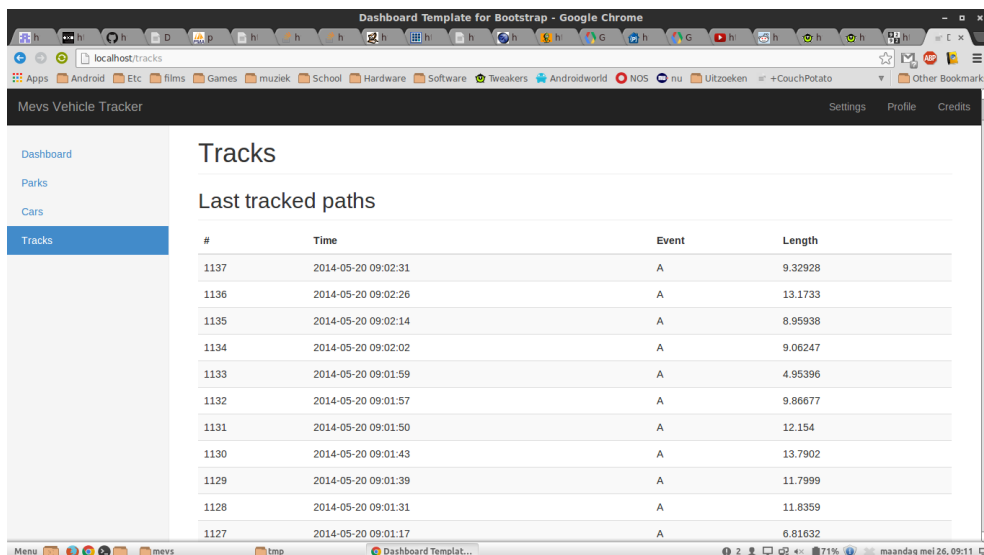 Dashboard Template for Bootstrap - Google Chrome
h h h D p h h h h h h h h G h G h h h h h E
localhost/tracks
Apps Android Etc films Games muziek School Hardware Software Tweakers Androidworld NOS nu Uitzoeken +CouchPotato Other Bookmark
Mevs Vehicle Tracker Settings Profile Credits
Dashboard
Parks
Cars
Tracks
Tracks
Last tracked paths
# Time Event Length
1137 2014-05-20 09:02:31 A 9.32928
1136 2014-05-20 09:02:26 A 13.1733
1135 2014-05-20 09:02:14 A 8.95938
1134 2014-05-20 09:02:02 A 9.06247
1133 2014-05-20 09:01:59 A 4.95396
1132 2014-05-20 09:01:57 A 9.86677
1131 2014-05-20 09:01:50 A 12.154
1130 2014-05-20 09:01:43 A 13.7902
1129 2014-05-20 09:01:39 A 11.7999
1128 2014-05-20 09:01:31 A 11.8359
1127 2014-05-20 09:01:17 A 6.81632
Menu mevs tmp Dashboard Templat... 2 71% maandag mei 26, 09:11